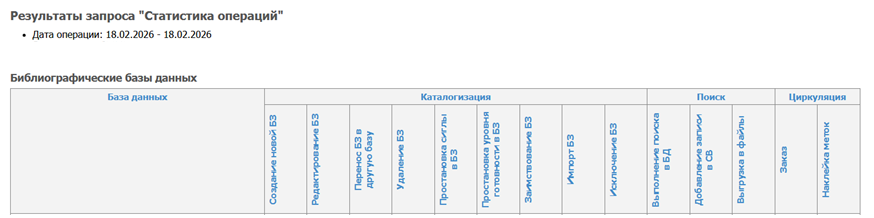 Результаты запроса "Статистика операций"
• Дата операции: 18.02.2026 - 18.02.2026
Библиографические базы данных
База данных
Каталогизация
Поиск
Циркуляция
Создание новой БЗ
Редактирование БЗ
Перенос БЗ в
другую базу
Удаление БЗ
Простановка сиглы
в БЗ
Простановка уровня
готовности в БЗ
Заимствование БЗ
Импорт БЗ
Исключение БЗ
Выполнение поиска
в БД
Добавление записи
в СВ
Выгрузка в файлы
Заказ
Наклейка меток